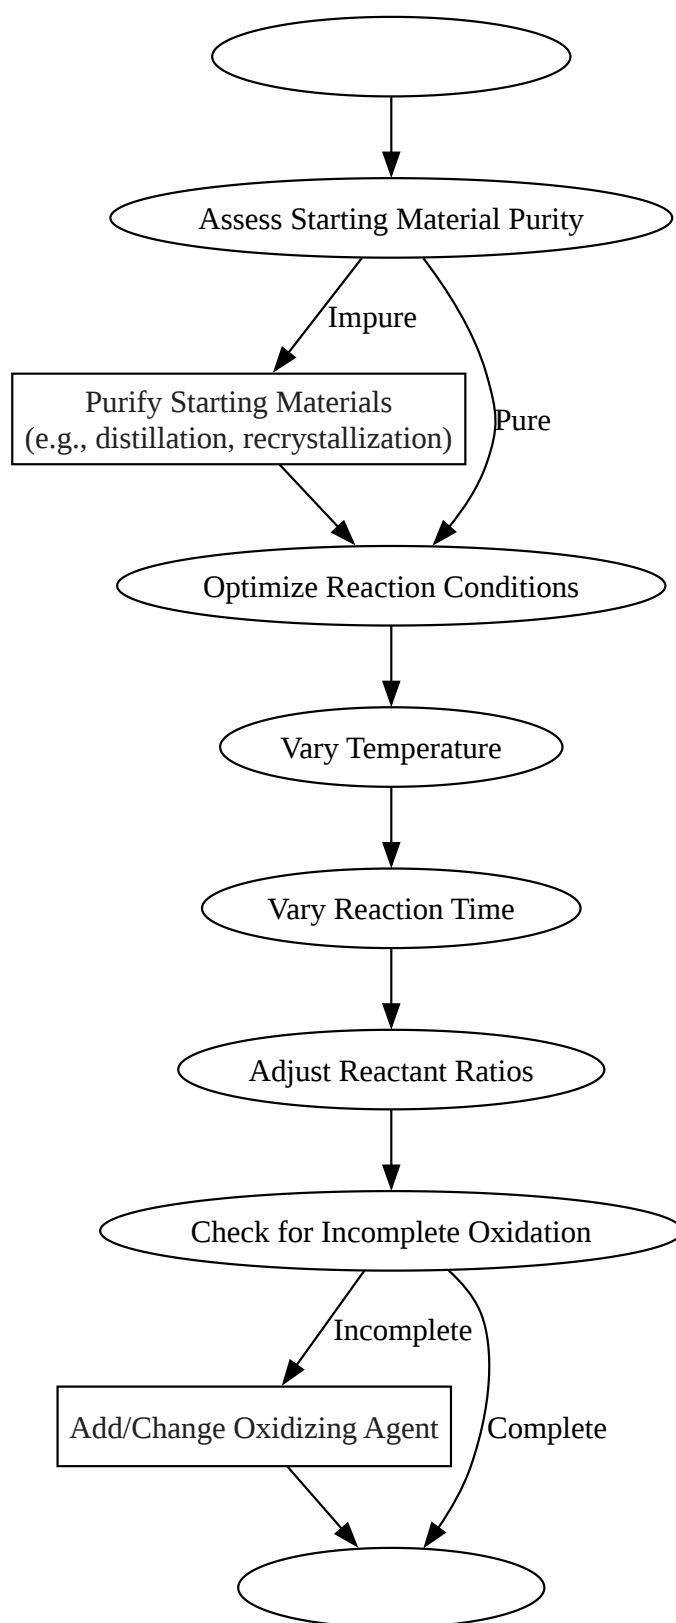 Assess Starting Material Purity
Impure
Purify Starting Materials
(e.g., distillation, recrystallization)
Pure
Optimize Reaction Conditions
Vary Temperature
Vary Reaction Time
Adjust Reactant Ratios
Check for Incomplete Oxidation
Incomplete
Add/Change Oxidizing Agent
Complete